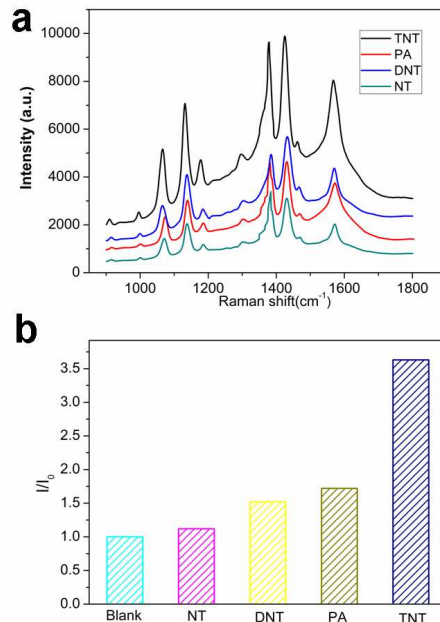 a
10000
8000
6000
4000
2000
0
Intensity (a.u.)
TNT
PA
DNT
NT
1000 1200 1400 1600 1800
Raman shift(cm-1)
b
3.5
3.0
2.5
2.0
1.5
1.0
0.5
0.0
I/I0
Blank NT DNT PA TNT